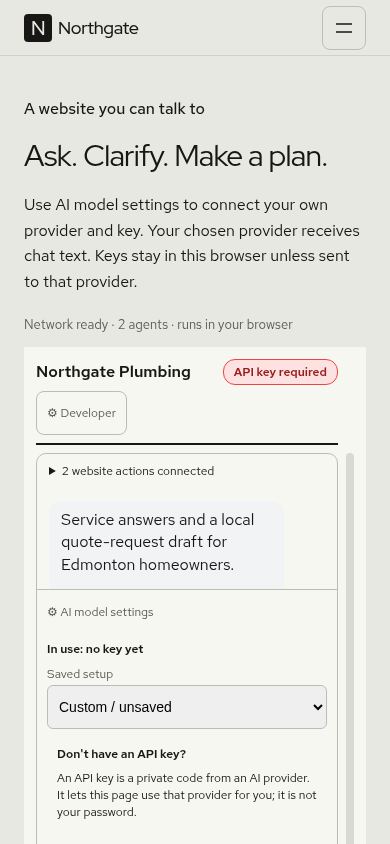 N Northgate
A website you can talk to
Ask. Clarify. Make a plan.
Use AI model settings to connect your own
provider and key. Your chosen provider receives
chat text. Keys stay in this browser unless sent
to that provider.
Network ready · 2 agents · runs in your browser
Northgate Plumbing
API key required
⚙ Developer
▶ 2 website actions connected
Service answers and a local
quote-request draft for
Edmonton homeowners.
⚙ AI model settings
In use: no key yet
Saved setup
Custom / unsaved
Don't have an API key?
An API key is a private code from an AI provider.
It lets this page use that provider for you; it is not
your password.